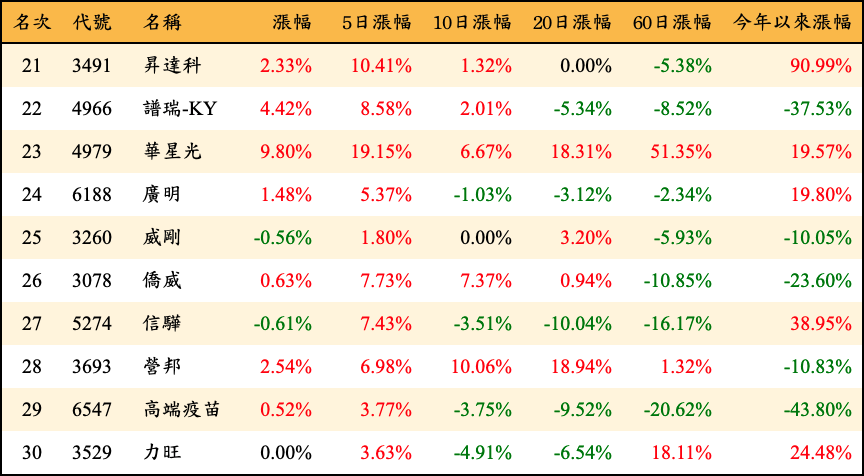 名次 代號 名稱 漲幅 5日漲幅 10日漲幅 20日漲幅 60日漲幅 今年以來漲幅
21 3491 昇達科 2.33% 10.41% 1.32% 0.00% -5.38% 90.99%
22 4966 譜瑞-KY 4.42% 8.58% 2.01% -5.34% -8.52% -37.53%
23 4979 華星光 9.80% 19.15% 6.67% 18.31% 51.35% 19.57%
24 6188 廣明 1.48% 5.37% -1.03% -3.12% -2.34% 19.80%
25 3260 威剛 -0.56% 1.80% 0.00% 3.20% -5.93% -10.05%
26 3078 僑威 0.63% 7.73% 7.37% 0.94% -10.85% -23.60%
27 5274 信驊 -0.61% 7.43% -3.51% -10.04% -16.17% 38.95%
28 3693 營邦 2.54% 6.98% 10.06% 18.94% 1.32% -10.83%
29 6547 高端疫苗 0.52% 3.77% -3.75% -9.52% -20.62% -43.80%
30 3529 力旺 0.00% 3.63% -4.91% -6.54% 18.11% 24.48%